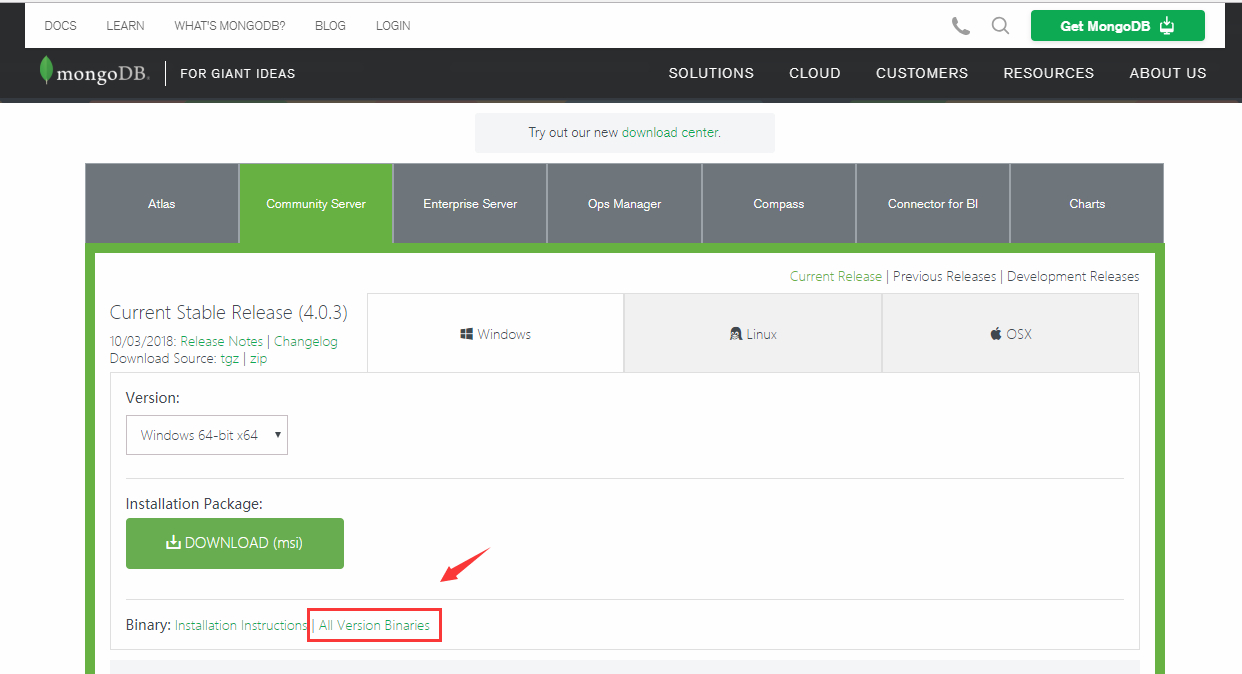 DOCS LEARN WHAT'S MONGODB? BLOG LOGIN Get MongoDB
mongoDB. FOR GIANT IDEAS SOLUTIONS CLOUD CUSTOMERS RESOURCES ABOUT US
Try out our new download center.
Atlas Community Server Enterprise Server Ops Manager Compass Connector for BI Charts
Current Release | Previous Releases | Development Releases
Current Stable Release (4.0.3)
10/03/2018: Release Notes | Changelog
Download Source: tgz | zip
Windows Linux OSX
Version:
Windows 64-bit x64
Installation Package:
DOWNLOAD (msi)
Binary: Installation Instructions | All Version Binaries